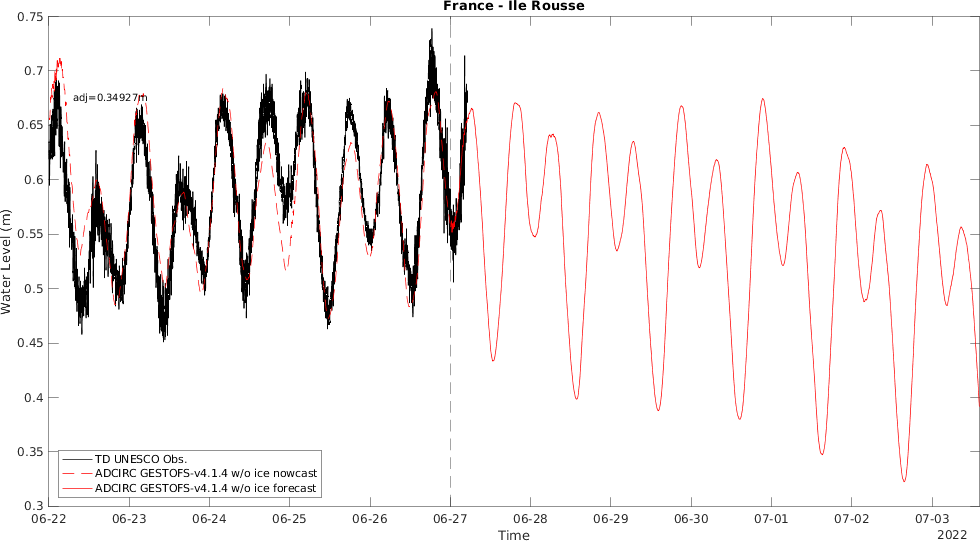 France - Ile Rousse
0.75
0.7
0.65
0.6
0.55
0.5
0.45
0.4
0.35
0.3
Water Level (m)
adj=0.34927m
TD UNESCO Obs.
ADCIRC GESTOFS-v4.1.4 w/o ice nowcast
ADCIRC GESTOFS-v4.1.4 w/o ice forecast
06-22 06-23 06-24 06-25 06-26 06-27 06-28 06-29 06-30 07-01 07-02 07-03
Time
2022